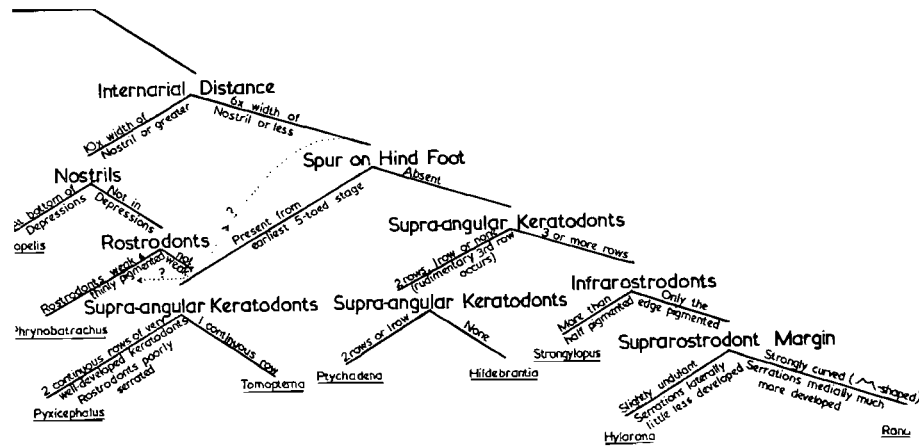 Internarial Distance
10x width of
Nostril or greater
6x width of
Nostril or less
Nostrils
bottom of
Depressions
Not in
Depressions
opelis
Spur on Hind Foot
?
Present from
earliest 5-toed stage
Absent
Rostrodonts
Rostrodonts weak &
thinly pigmented
not
weak
?
Phrynobatrachus
Supra-angular Keratodonts
2 rows, 1row or none
(rudimentary 3rd row
occurs)
3 or more rows
Supra-angular Keratodonts
2 continuous rows of very
well-developed keratodonts
Rostrodonts poorly
serrated
1 continuous row
Pyxicephalus
Tomopterna
Supra-angular Keratodonts
2 rows or 1row
None
Ptychadena
Hildebrantia
Infrarostrodonts
More than
half pigmented
Only the
edge pigmented
Strongylopus
Suprarostrodont Margin
Slightly undulant
Serrations laterally
little less developed
Strongly curved ( -shaped)
Serrations medially much
more developed
Hylarana
Rana